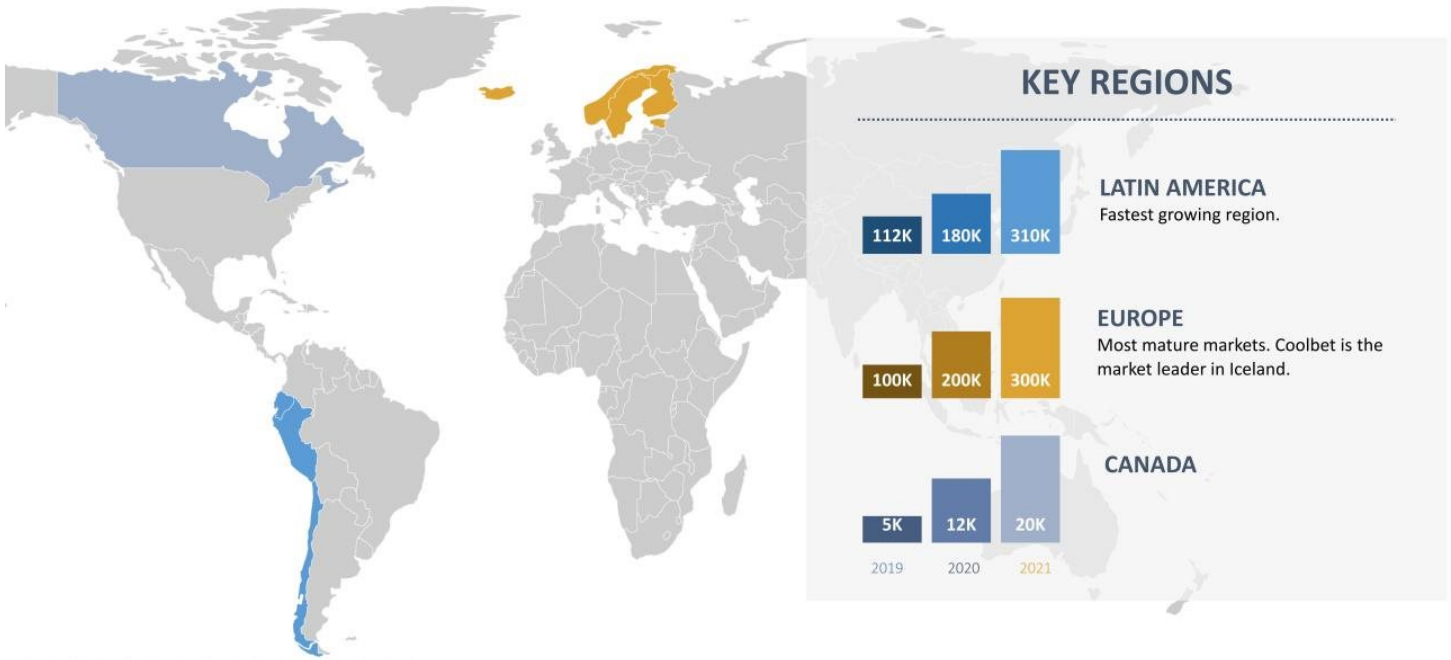 KEY REGIONS
112K 180K 310K
LATIN AMERICA
Fastest growing region.
100K 200K 300K
EUROPE
Most mature markets. Coolbet is the
market leader in Iceland.
5K 12K 20K
CANADA
2019 2020 2021